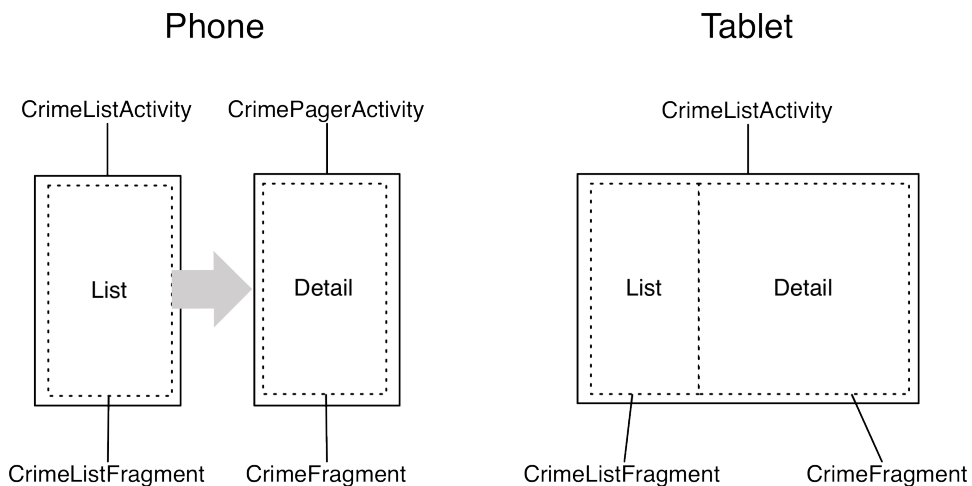 Phone
Tablet
CrimeListActivity
CrimePagerActivity
CrimeListActivity
List
Detail
List
Detail
CrimeListFragment
CrimeFragment
CrimeListFragment
CrimeFragment